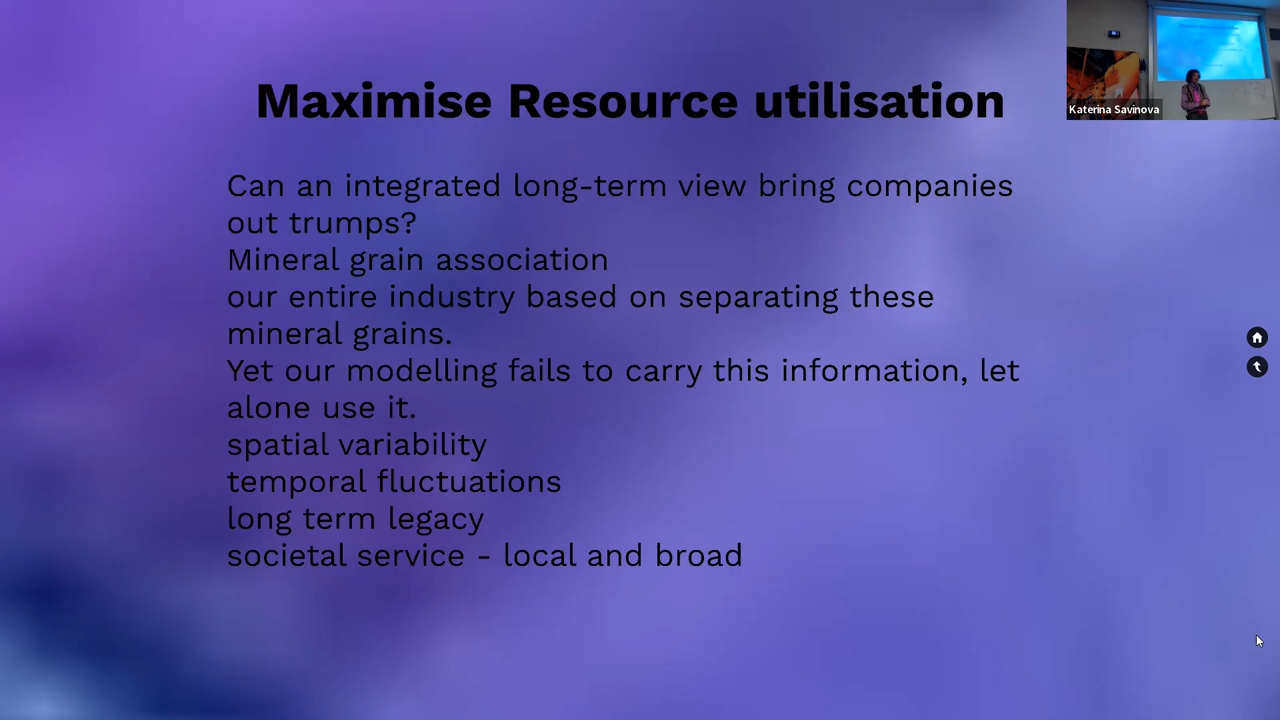 Maximise Resource utilisation
Katerina Savinova
Can an integrated long-term view bring companies
out trumps?
Mineral grain association
our entire industry based on separating these
mineral grains.
Yet our modelling fails to carry this information, let
alone use it.
spatial variability
temporal fluctuations
long term legacy
societal service - local and broad